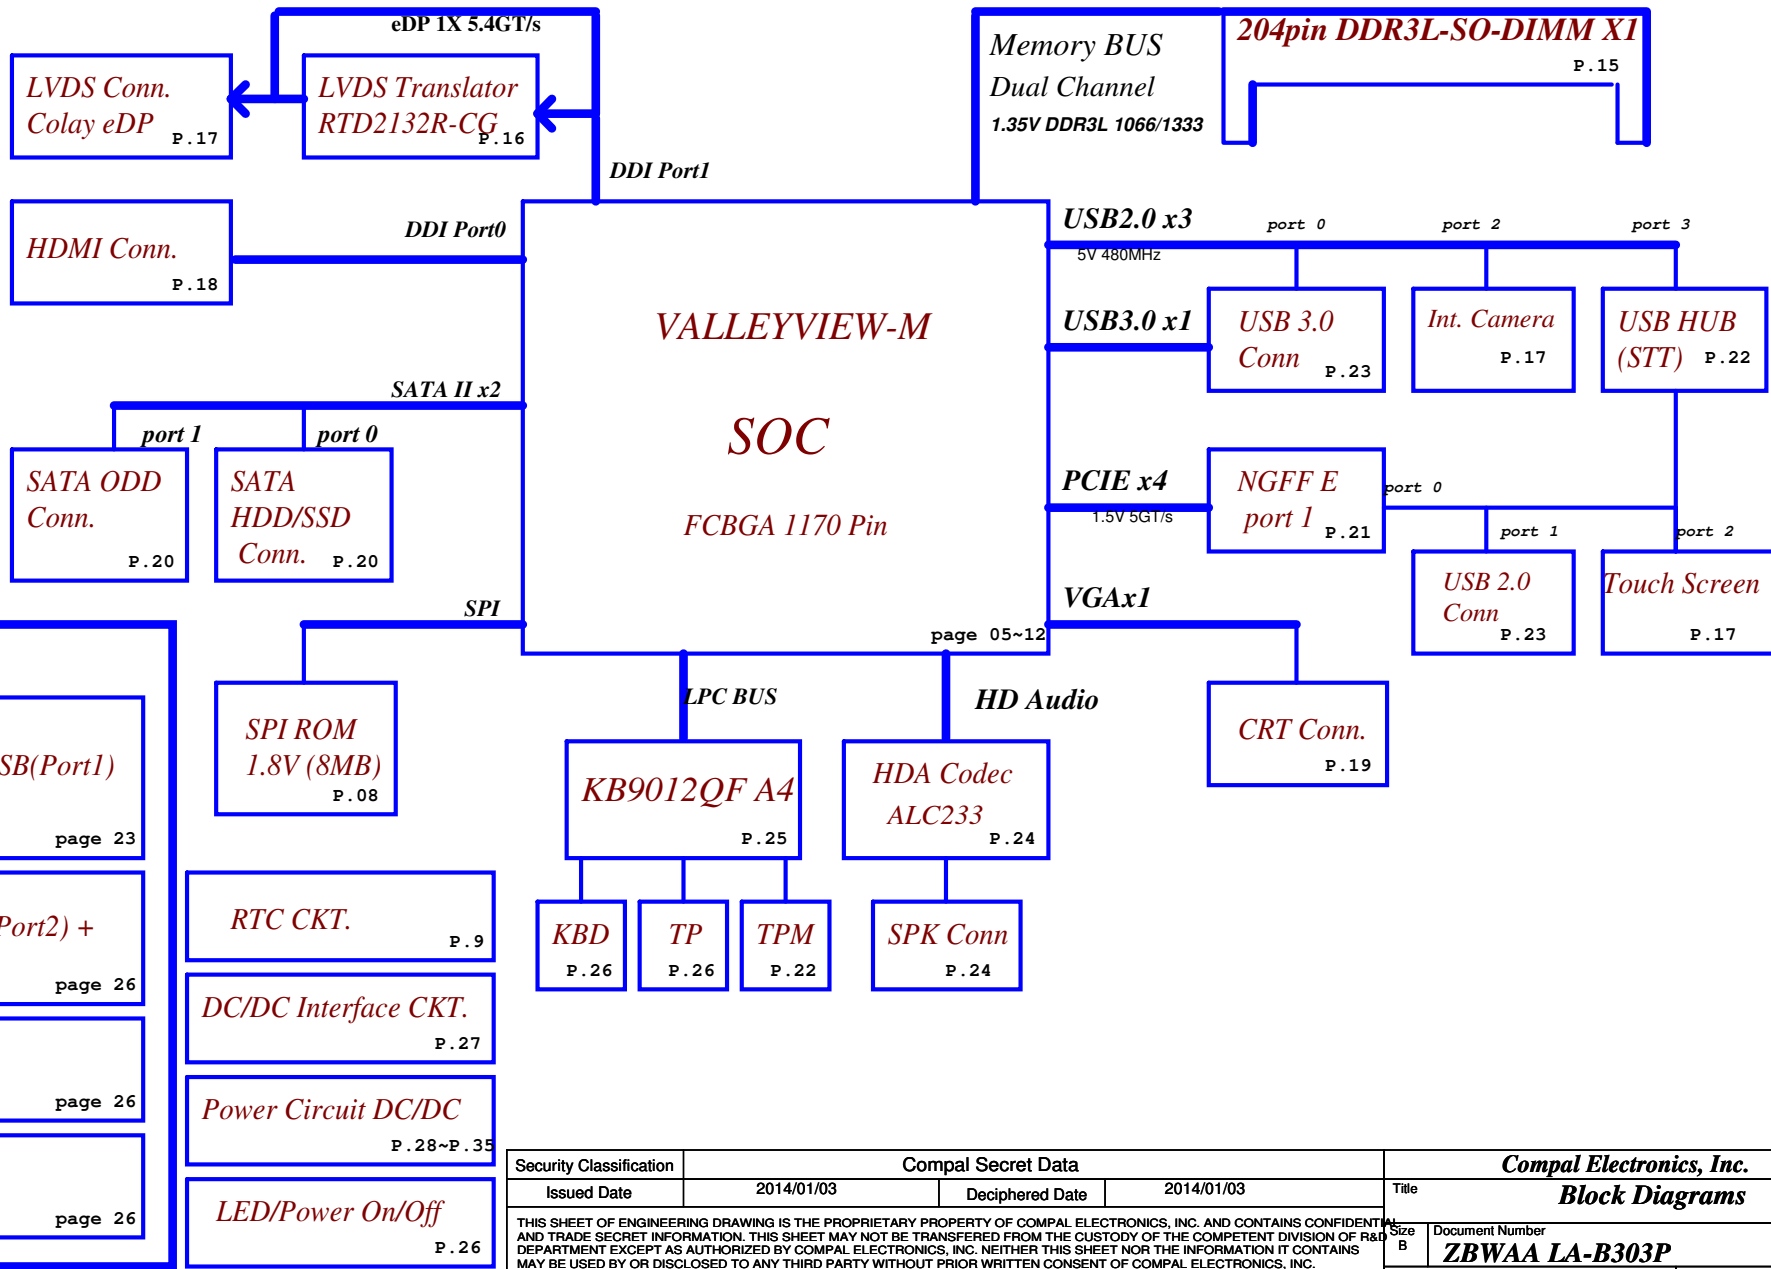 eDP 1X 5.4GT/s
LVDS Conn.
Colay eDP
P.17
LVDS Translator
RTD2132R-CG
P.16
DDI Port1
Memory BUS
Dual Channel
1.35V DDR3L 1066/1333
204pin DDR3L-SO-DIMM X1
P.15
HDMI Conn.
P.18
DDI Port0
VALLEYVIEW-M
SOC
FCBGA 1170 Pin
page 05~12
USB2.0 x3
5V 480MHz
port 0
port 2
port 3
USB3.0 x1
USB 3.0
Conn
P.23
Int. Camera
P.17
USB HUB
(STT)
P.22
SATA II x2
port 1
port 0
SATA ODD
Conn.
P.20
SATA
HDD/SSD
Conn.
P.20
PCIE x4
1.5V 5GT/s
NGFF E
port 1
P.21
port 0
port 1
port 2
USB 2.0
Conn
P.23
Touch Screen
P.17
SPI
SPI ROM
1.8V (8MB)
P.08
VGAx1
CRT Conn.
P.19
LPC BUS
HD Audio
KB9012QF A4
P.25
HDA Codec
ALC233
P.24
KBD
P.26
TP
P.26
TPM
P.22
SPK Conn
P.24
SB(Port1)
page 23
Port2) +
page 26
page 26
page 26
RTC CKT.
P.9
DC/DC Interface CKT.
P.27
Power Circuit DC/DC
P.28~P.35
LED/Power On/Off
P.26
Security Classification
Compal Secret Data
Issued Date
2014/01/03
Deciphered Date
2014/01/03
THIS SHEET OF ENGINEERING DRAWING IS THE PROPRIETARY PROPERTY OF COMPAL ELECTRONICS, INC. AND CONTAINS CONFIDENTIAL
AND TRADE SECRET INFORMATION. THIS SHEET MAY NOT BE TRANSFERED FROM THE CUSTODY OF THE COMPETENT DIVISION OF R&D
DEPARTMENT EXCEPT AS AUTHORIZED BY COMPAL ELECTRONICS, INC. NEITHER THIS SHEET NOR THE INFORMATION IT CONTAINS
MAY BE USED BY OR DISCLOSED TO ANY THIRD PARTY WITHOUT PRIOR WRITTEN CONSENT OF COMPAL ELECTRONICS, INC.
Compal Electronics, Inc.
Title
Block Diagrams
Size
B
Document Number
ZBWAA LA-B303P